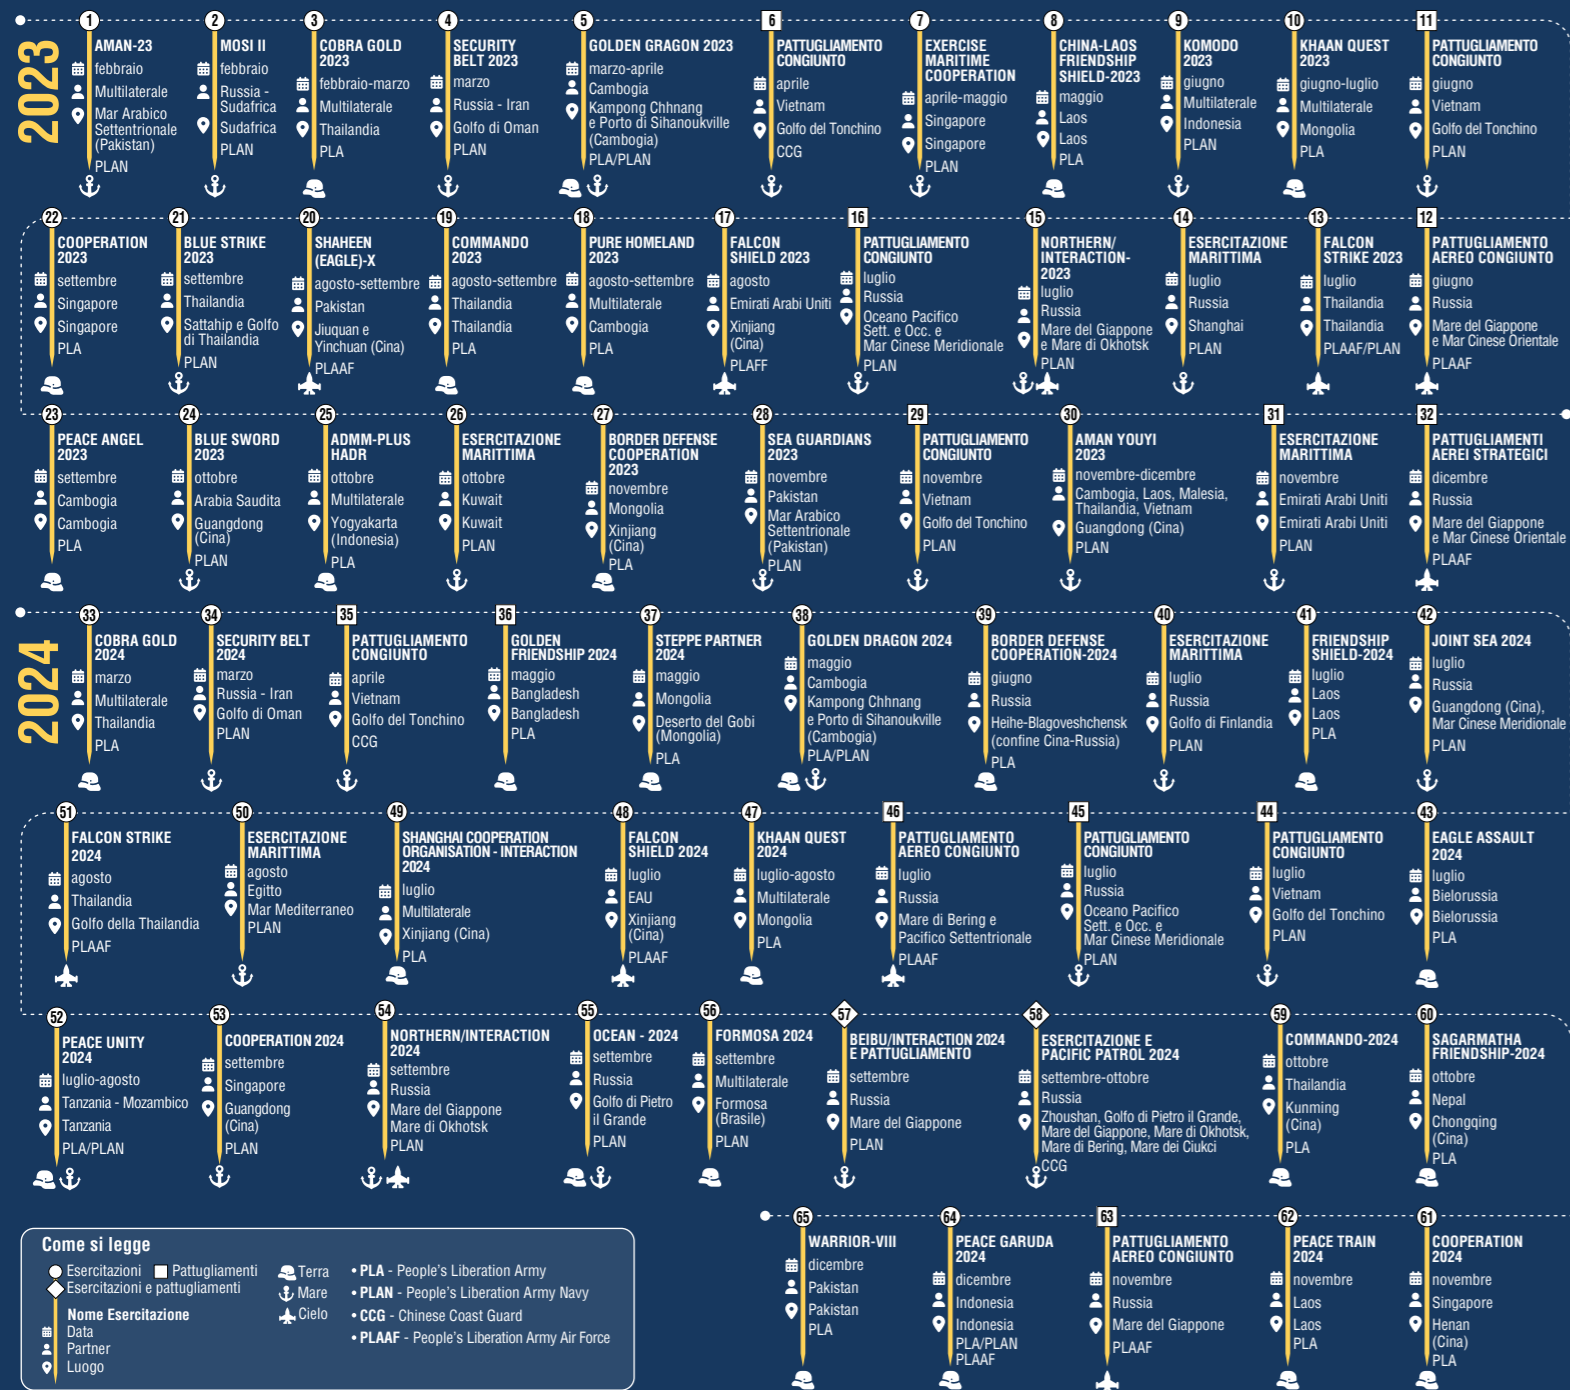 2023
1
AMAN-23
febbraio
Multilaterale
Mar Arabico
Settentrionale
(Pakistan)
PLAN
2
MOSI II
febbraio
Russia -
Sudafrica
Sudafrica
PLAN
3
COBRA GOLD
2023
febbraio-marzo
Multilaterale
Thailandia
PLA
4
SECURITY
BELT 2023
marzo
Russia - Iran
Golfo di Oman
PLAN
5
GOLDEN GRAGON 2023
marzo-aprile
Cambogia
Kampong Chhnang
e Porto di Sihanoukville
(Cambogia)
PLA/PLAN
6
PATTUGLIAMENTO
CONGIUNTO
aprile
Vietnam
Golfo del Tonchino
CCG
7
EXERCISE
MARITIME
COOPERATION
aprile-maggio
Singapore
Singapore
PLAN
8
CHINA-LAOS
FRIENDSHIP
SHIELD-2023
maggio
Laos
Laos
PLA
9
KOMODO
2023
giugno
Multilaterale
Indonesia
PLAN
10
KHAAN QUEST
2023
giugno-luglio
Multilaterale
Mongolia
PLA
11
PATTUGLIAMENTO
CONGIUNTO
giugno
Vietnam
Golfo del Tonchino
PLAN
22
COOPERATION
2023
settembre
Singapore
Singapore
PLA
21
BLUE STRIKE
2023
settembre
Thailandia
Sattahip e Golfo
di Thailandia
PLAN
20
SHAHEEN
(EAGLE)-X
agosto-settembre
Pakistan
Jiuquan e
Yinchuan (Cina)
PLAAF
19
COMMANDO
2023
agosto-settembre
Thailandia
Thailandia
PLA
18
PURE HOMELAND
2023
agosto-settembre
Multilaterale
Cambogia
PLA
17
FALCON
SHIELD 2023
agosto
Emirati Arabi Uniti
Xinjiang
(Cina)
PLAFF
16
PATTUGLIAMENTO
CONGIUNTO
luglio
Russia
Oceano Pacifico
Sett. e Occ. e
Mar Cinese Meridionale
PLAN
15
NORTHERN/
INTERACTION-
2023
luglio
Russia
Mare del Giappone
e Mare di Okhotsk
PLAN
14
ESERCITAZIONE
MARITTIMA
luglio
Russia
Shanghai
PLAN
13
FALCON
STRIKE 2023
luglio
Thailandia
Thailandia
PLAAF/PLAN
12
PATTUGLIAMENTO
AEREO CONGIUNTO
giugno
Russia
Mare del Giappone
e Mar Cinese Orientale
PLAAF
23
PEACE ANGEL
2023
settembre
Cambogia
Cambogia
PLA
24
BLUE SWORD
2023
ottobre
Arabia Saudita
Guangdong
(Cina)
PLAN
25
ADMM-PLUS
HADR
ottobre
Multilaterale
Yogyakarta
(Indonesia)
PLA
26
ESERCITAZIONE
MARITTIMA
ottobre
Kuwait
Kuwait
PLAN
27
BORDER DEFENSE
COOPERATION
2023
novembre
Mongolia
Xinjiang
(Cina)
PLA
28
SEA GUARDIANS
2023
novembre
Pakistan
Mar Arabico
Settentrionale
(Pakistan)
PLAN
29
PATTUGLIAMENTO
CONGIUNTO
novembre
Vietnam
Golfo del Tonchino
PLAN
30
AMAN YOUYI
2023
novembre-dicembre
Cambogia, Laos, Malesia,
Thailandia, Vietnam
Guangdong (Cina)
PLAN
31
ESERCITAZIONE
MARITTIMA
novembre
Emirati Arabi Uniti
Emirati Arabi Uniti
PLAN
32
PATTUGLIAMENTI
AEREI STRATEGICI
dicembre
Russia
Mare del Giappone
e Mar Cinese Orientale
PLAAF
2024
33
COBRA GOLD
2024
marzo
Multilaterale
Thailandia
PLA
34
SECURITY BELT
2024
marzo
Russia - Iran
Golfo di Oman
PLAN
35
PATTUGLIAMENTO
CONGIUNTO
aprile
Vietnam
Golfo del Tonchino
CCG
36
GOLDEN
FRIENDSHIP 2024
maggio
Bangladesh
Bangladesh
PLA
37
STEPPE PARTNER
2024
maggio
Mongolia
Deserto del Gobi
(Mongolia)
PLA
38
GOLDEN DRAGON 2024
maggio
Cambogia
Kampong Chhnang
e Porto di Sihanoukville
(Cambogia)
PLA/PLAN
39
BORDER DEFENSE
COOPERATION-2024
giugno
Russia
Heihe-Blagoveshchensk
(confine Cina-Russia)
PLA
40
ESERCITAZIONE
MARITTIMA
luglio
Russia
Golfo di Finlandia
PLAN
41
FRIENDSHIP
SHIELD-2024
luglio
Laos
Laos
PLA
42
JOINT SEA 2024
luglio
Russia
Guangdong (Cina),
Mar Cinese Meridionale
PLAN
51
FALCON STRIKE
2024
agosto
Thailandia
Golfo della Thailandia
PLAAF
50
ESERCITAZIONE
MARITTIMA
agosto
Egitto
Mar Mediterraneo
PLAN
49
SHANGHAI COOPERATION
ORGANISATION - INTERACTION
2024
luglio
Multilaterale
Xinjiang (Cina)
PLA
48
FALCON
SHIELD 2024
luglio
EAU
Xinjiang
(Cina)
PLAAF
47
KHAAN QUEST
2024
luglio-agosto
Multilaterale
Mongolia
PLA
46
PATTUGLIAMENTO
AEREO CONGIUNTO
luglio
Russia
Mare di Bering e
Pacifico Settentrionale
PLAAF
45
PATTUGLIAMENTO
CONGIUNTO
luglio
Russia
Oceano Pacifico
Sett. e Occ. e
Mar Cinese Meridionale
PLAN
44
PATTUGLIAMENTO
CONGIUNTO
luglio
Vietnam
Golfo del Tonchino
PLAN
43
EAGLE ASSAULT
2024
luglio
Bielorussia
Bielorussia
PLA
52
PEACE UNITY
2024
luglio-agosto
Tanzania - Mozambico
Tanzania
PLA/PLAN
53
COOPERATION 2024
settembre
Singapore
Guangdong
(Cina)
PLAN
54
NORTHERN/INTERACTION
2024
settembre
Russia
Mare del Giappone
Mare di Okhotsk
PLAN
55
OCEAN - 2024
settembre
Russia
Golfo di Pietro
il Grande
PLAN
56
FORMOSA 2024
settembre
Multilaterale
Formosa
(Brasile)
PLAN
57
BEIBU/INTERACTION 2024
E PATTUGLIAMENTO
settembre
Russia
Mare del Giappone
PLAN
58
ESERCITAZIONE E
PACIFIC PATROL 2024
settembre-ottobre
Russia
Zhoushan, Golfo di Pietro il Grande,
Mare del Giappone, Mare di Okhotsk,
Mare di Bering, Mare dei Ciukci
CCG
59
COMMANDO-2024
ottobre
Thailandia
Kunming
(Cina)
PLA
60
SAGARMATHA
FRIENDSHIP-2024
ottobre
Nepal
Chongqing
(Cina)
PLA
65
WARRIOR-VIII
dicembre
Pakistan
Pakistan
PLA
64
PEACE GARUDA
2024
dicembre
Indonesia
Indonesia
PLA/PLAN
PLAAF
63
PATTUGLIAMENTO
AEREO CONGIUNTO
novembre
Russia
Mare del Giappone
PLAAF
62
PEACE TRAIN
2024
novembre
Laos
Laos
PLA
61
COOPERATION
2024
novembre
Singapore
Henan
(Cina)
PLA
Come si legge
Esercitazioni
Pattugliamenti
Esercitazioni e pattugliamenti
Nome Esercitazione
Data
Partner
Luogo
Terra
Mare
Cielo
• PLA - People's Liberation Army
• PLAN - People's Liberation Army Navy
• CCG - Chinese Coast Guard
• PLAAF - People's Liberation Army Air Force